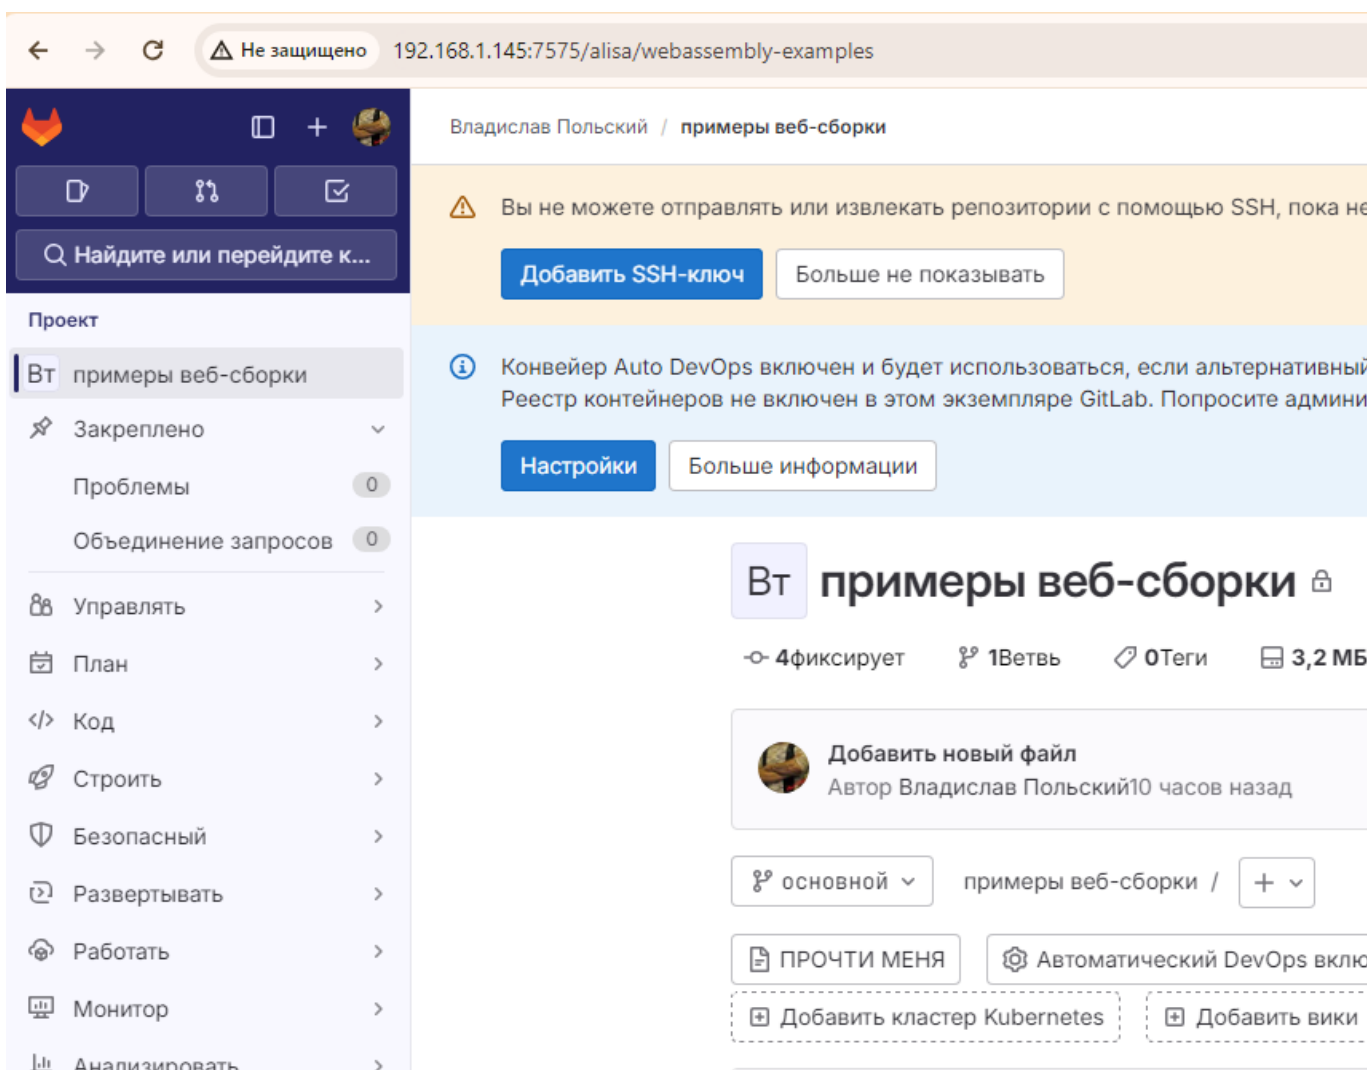 Не защищено 192.168.1.145:7575/alisa/webassembly-examples
Владислав Польский / примеры веб-сборки
Найдите или перейдите к...
Проект
Вт примеры веб-сборки
Закреплено
Проблемы 0
Объединение запросов 0
Управлять
План
Код
Строить
Безопасный
Развертывать
Работать
Монитор
Анализировать
Вы не можете отправлять или извлекать репозитории с помощью SSH, пока не
Добавить SSH-ключ Больше не показывать
Конвейер Auto DevOps включен и будет использоваться, если альтернативный
Реестр контейнеров не включен в этом экземпляре GitLab. Попросите админи
Настройки Больше информации
Вт примеры веб-сборки
4фиксирует 1Ветвь 0Теги 3,2 МБ
Добавить новый файл
Автор Владислав Польский10 часов назад
основной примеры веб-сборки /
ПРОЧТИ МЕНЯ Автоматический DevOps вклю
Добавить кластер Kubernetes Добавить вики